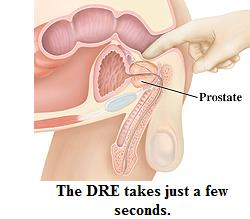 Prostate
The DRE takes just a few
seconds.